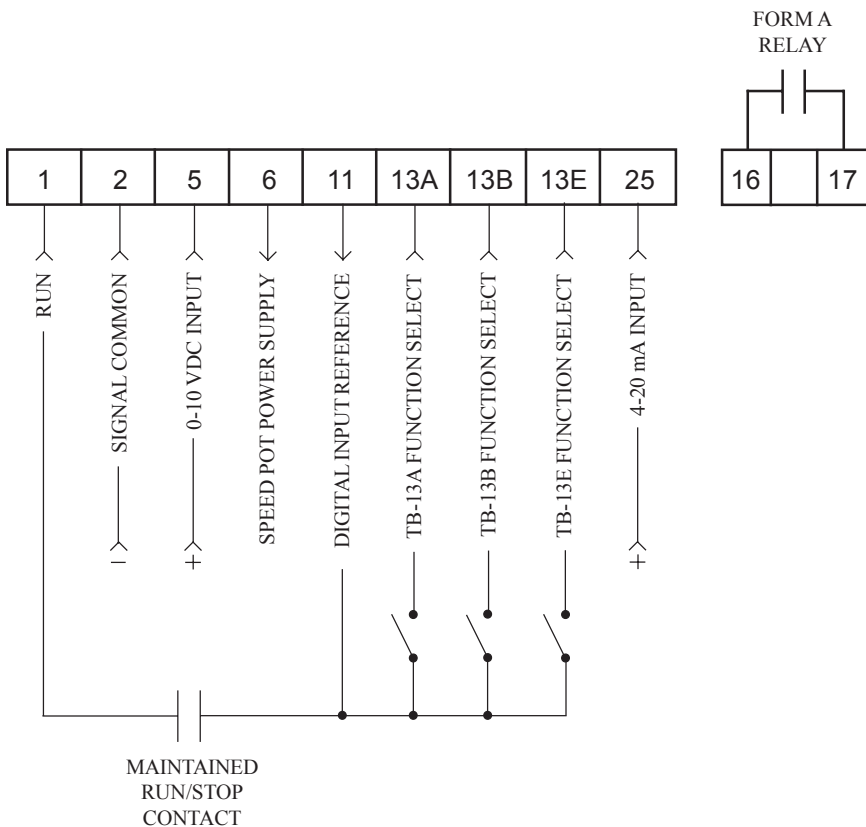 FORM A
RELAY
1 2 5 6 11 13A 13B 13E 25 16 17
RUN
SIGNAL COMMON
0-10 VDC INPUT
SPEED POT POWER SUPPLY
DIGITAL INPUT REFERENCE
TB-13A FUNCTION SELECT
TB-13B FUNCTION SELECT
TB-13E FUNCTION SELECT
4-20 mA INPUT
–
+
+
MAINTAINED
RUN/STOP
CONTACT